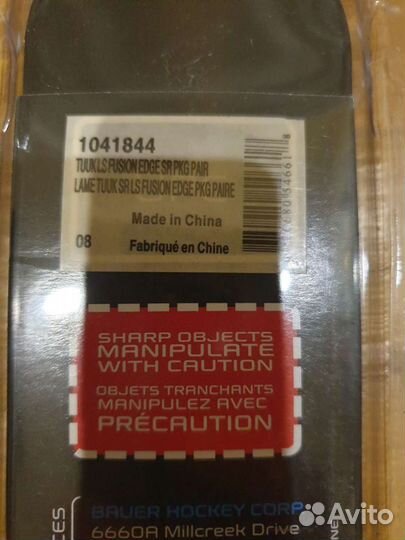 1041844
TUUK LS FUSION EDGE SR PKG PAIR
LAME TUUK SR LS FUSION EDGE PKG PAIRE
Made in China
08 Fabriqué en Chine
SHARP OBJECTS
MANIPULATE
WITH CAUTION
OBJETS TRANCHANTS
MANIPULEZ AVEC
PRÉCAUTION
BAUER HOCKEY CORP
6660A Millcreek Drive
Avito